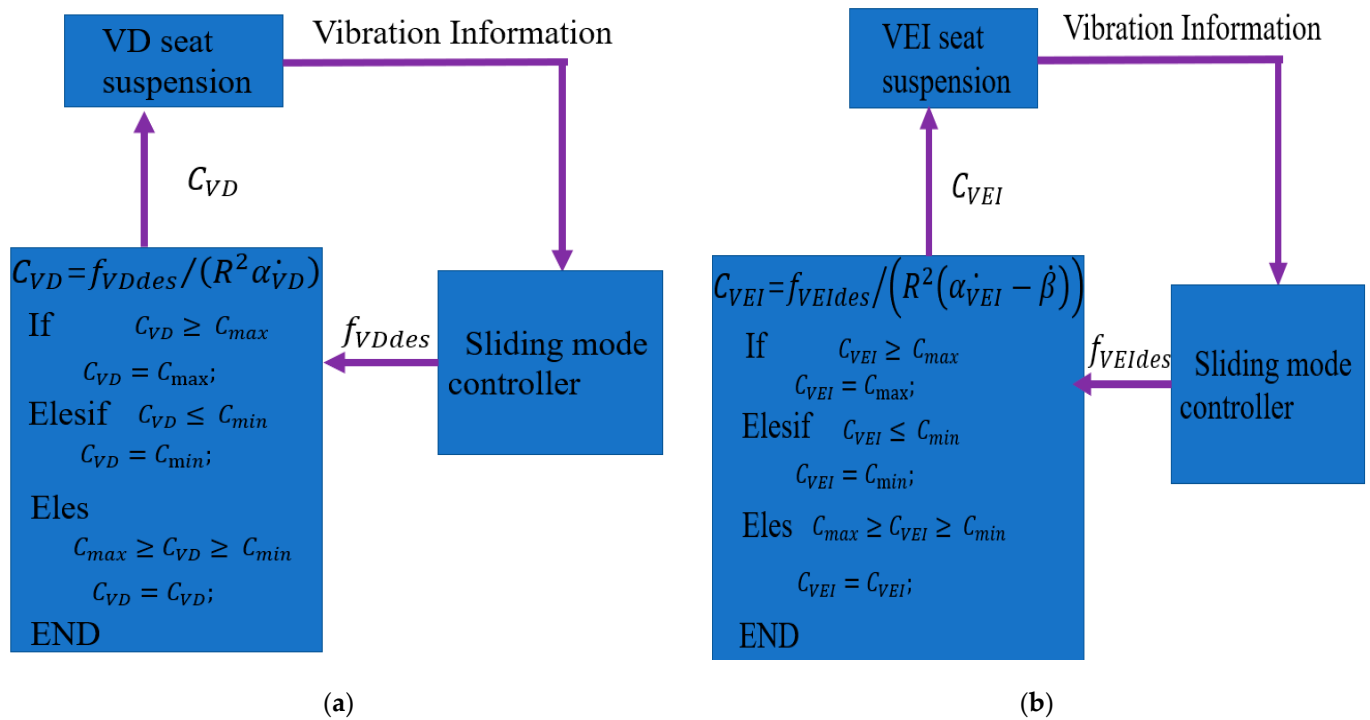 VD seat
suspension
Vibration Information
C_VD
C_VD = f_VDdes/(R²α̇_VD)
If C_VD ≥ C_max
C_VD = C_max;
Elesif C_VD ≤ C_min
C_VD = C_min;
Eles
C_max ≥ C_VD ≥ C_min
C_VD = C_VD;
END
f_VDdes
Sliding mode
controller
(a)
VEI seat
suspension
Vibration Information
C_VEI
C_VEI = f_VEIdes/(R²(α̇_VEI − β̇))
If C_VEI ≥ C_max
C_VEI = C_max;
Elesif C_VEI ≤ C_min
C_VEI = C_min;
Eles C_max ≥ C_VEI ≥ C_min
C_VEI = C_VEI;
END
f_VEIdes
Sliding mode
controller
(b)